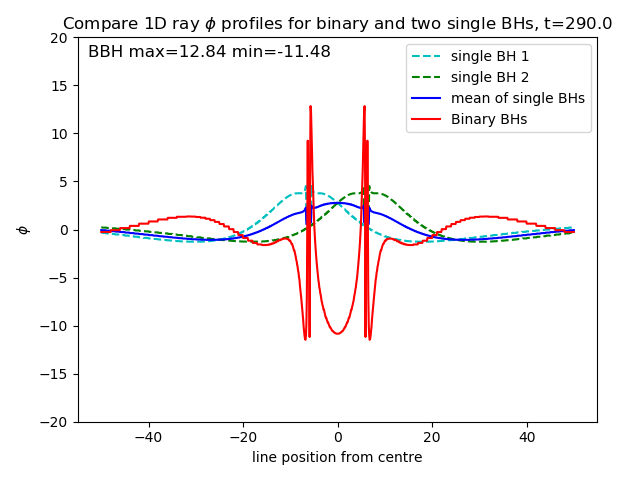 Compare 1D ray ϕ profiles for binary and two single BHs, t=290.0
BBH max=12.84 min=-11.48
single BH 1
single BH 2
mean of single BHs
Binary BHs
20
15
10
5
0
−5
−10
−15
−20
ϕ
−40
−20
0
20
40
line position from centre